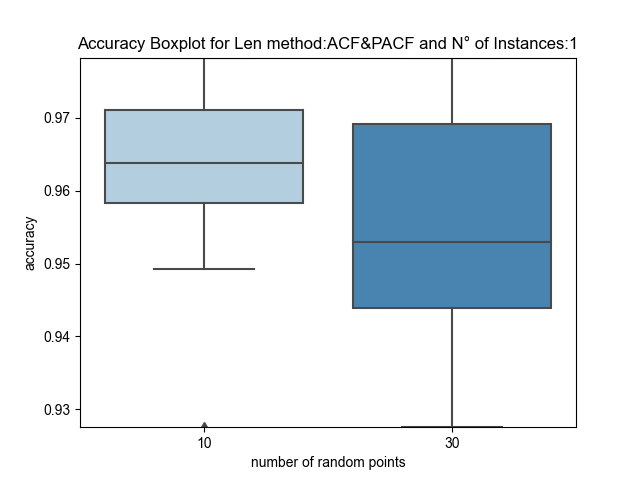 Accuracy Boxplot for Len method:ACF&PACF and N° of Instances:1
0.97
0.96
0.95
0.94
0.93
accuracy
10
30
number of random points